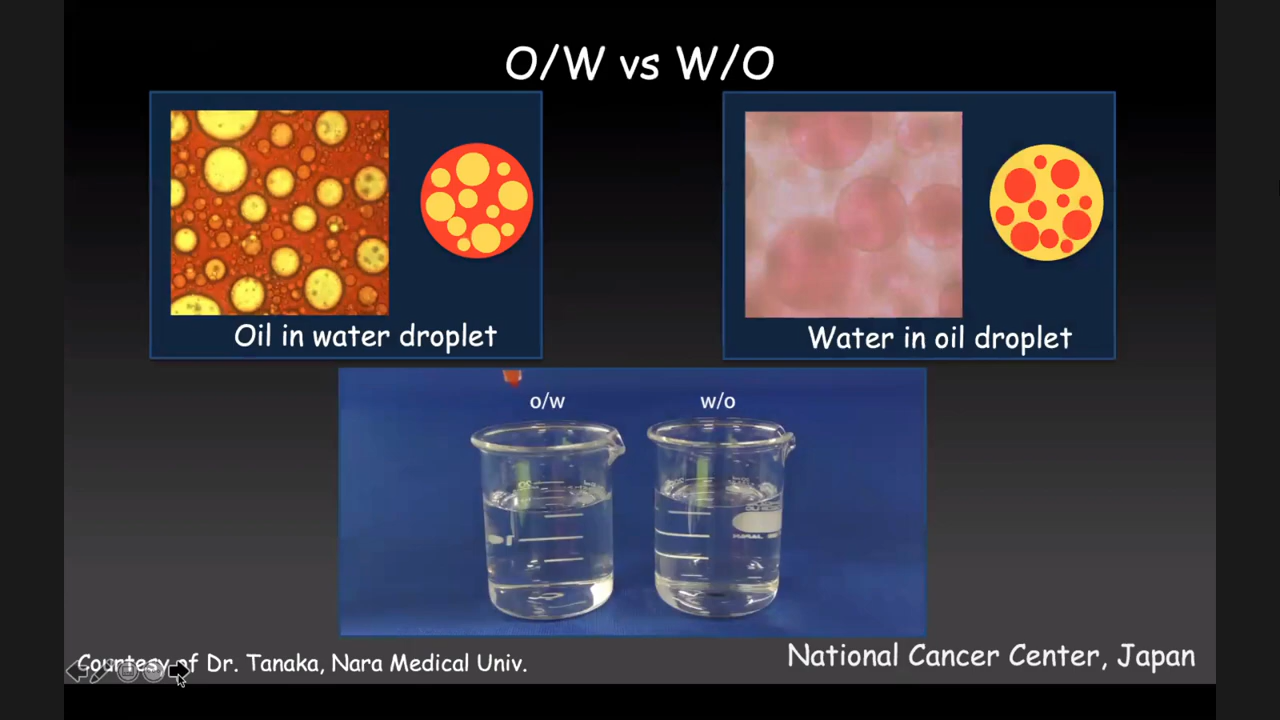 O/W vs W/O
Oil in water droplet
Water in oil droplet
o/w
w/o
Courtesy of Dr. Tanaka, Nara Medical Univ.
National Cancer Center, Japan